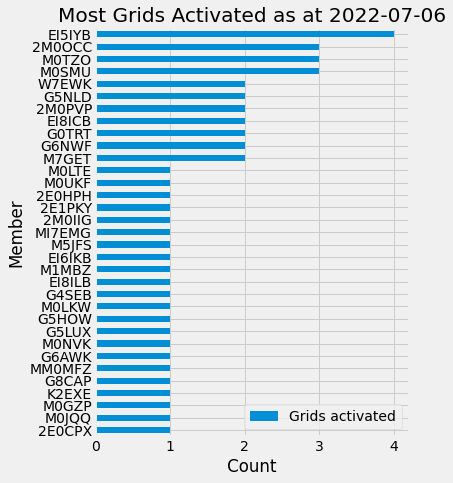 Most Grids Activated as at 2022-07-06
EI5IYB
2M0OCC
M0TZO
M0SMU
W7EWK
G5NLD
2M0PVP
EI8ICB
G0TRT
G6NWF
M7GET
M0LTE
M0UKF
2E0HPH
2E1PKY
2M0IIG
MI7EMG
M5JFS
EI6IKB
M1MBZ
EI8ILB
G4SEB
M0LKW
G5HOW
G5LUX
M0NVK
G6AWK
MM0MFZ
G8CAP
K2EXE
M0GZP
M0JQQ
2E0CPX
Member
Grids activated
0 1 2 3 4
Count